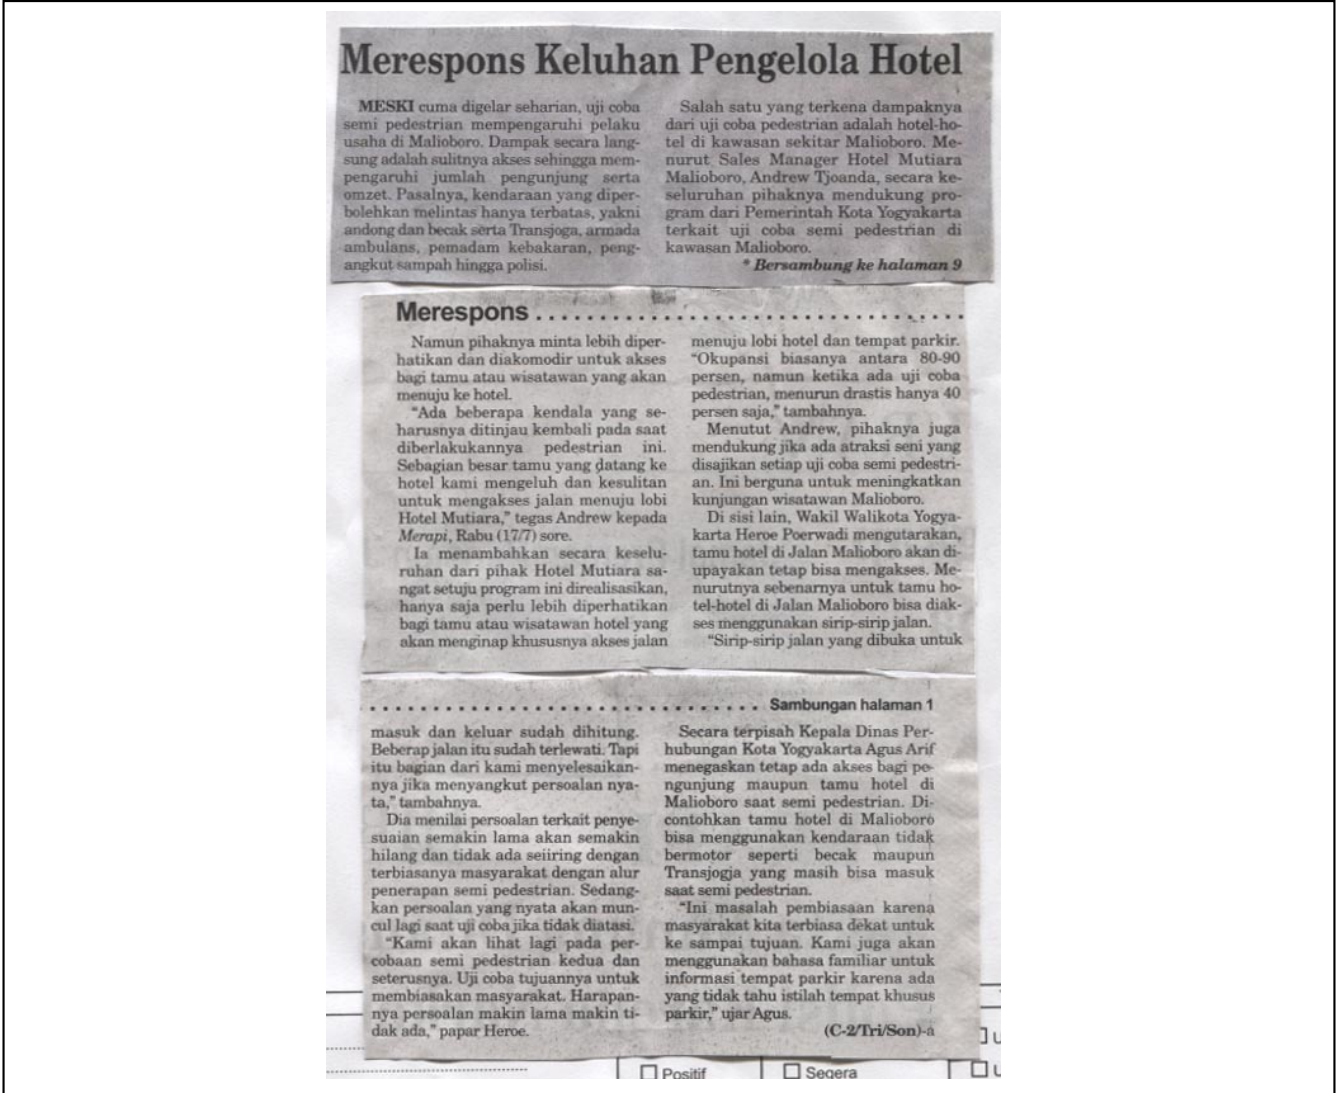 Merespons Keluhan Pengelola Hotel
MESKI cuma digelar seharian, uji coba
semi pedestrian mempengaruhi pelaku
usaha di Malioboro. Dampak secara lang-
sung adalah sulitnya akses sehingga mem-
pengaruhi jumlah pengunjung serta
omzet. Pasalnya, kendaraan yang diper-
bolehkan melintas hanya terbatas, yakni
andong dan becak serta Transjoga, armada
ambulans, pemadam kebakaran, peng-
angkut sampah hingga polisi.
Salah satu yang terkena dampaknya
dari uji coba pedestrian adalah hotel-ho-
tel di kawasan sekitar Malioboro. Me-
nurut Sales Manager Hotel Mutiara
Malioboro, Andrew Tjoanda, secara ke-
seluruhan pihaknya mendukung pro-
gram dari Pemerintah Kota Yogyakarta
terkait uji coba semi pedestrian di
kawasan Malioboro.
* Bersambung ke halaman 9
Merespons ..................................
Namun pihaknya minta lebih diper-
hatikan dan diakomodir untuk akses
bagi tamu atau wisatawan yang akan
menuju ke hotel.
"Ada beberapa kendala yang se-
harusnya ditinjau kembali pada saat
diberlakukannya pedestrian ini.
Sebagian besar tamu yang datang ke
hotel kami mengeluh dan kesulitan
untuk mengakses jalan menuju lobi
Hotel Mutiara," tegas Andrew kepada
Merapi, Rabu (17/7) sore.
Ia menambahkan secara keselu-
ruhan dari pihak Hotel Mutiara sa-
ngat setuju program ini direalisasikan,
hanya saja perlu lebih diperhatikan
bagi tamu atau wisatawan hotel yang
akan menginap khususnya akses jalan
menuju lobi hotel dan tempat parkir.
"Okupansi biasanya antara 80-90
persen, namun ketika ada uji coba
pedestrian, menurun drastis hanya 40
persen saja," tambahnya.
Menutut Andrew, pihaknya juga
mendukung jika ada atraksi seni yang
disajikan setiap uji coba semi pedestri-
an. Ini berguna untuk meningkatkan
kunjungan wisatawan Malioboro.
Di sisi lain, Wakil Walikota Yogya-
karta Heroe Poerwadi mengutarakan,
tamu hotel di Jalan Malioboro akan di-
upayakan tetap bisa mengakses. Me-
nurutnya sebenarnya untuk tamu ho-
tel-hotel di Jalan Malioboro bisa diak-
ses menggunakan sirip-sirip jalan.
"Sirip-sirip jalan yang dibuka untuk
................................ Sambungan halaman 1
masuk dan keluar sudah dihitung.
Beberap jalan itu sudah terlewati. Tapi
itu bagian dari kami menyelesaikan-
nya jika menyangkut persoalan nya-
ta," tambahnya.
Dia menilai persoalan terkait penye-
suaian semakin lama akan semakin
hilang dan tidak ada seiiring dengan
terbiasanya masyarakat dengan alur
penerapan semi pedestrian. Sedang-
kan persoalan yang nyata akan mun-
cul lagi saat uji coba jika tidak diatasi.
"Kami akan lihat lagi pada per-
cobaan semi pedestrian kedua dan
seterusnya. Uji coba tujuannya untuk
membiasakan masyarakat. Harapan-
nya persoalan makin lama makin ti-
dak ada," papar Heroe.
Secara terpisah Kepala Dinas Per-
hubungan Kota Yogyakarta Agus Arif
menegaskan tetap ada akses bagi pe-
ngunjung maupun tamu hotel di
Malioboro saat semi pedestrian. Di-
contohkan tamu hotel di Malioboro
bisa menggunakan kendaraan tidak
bermotor seperti becak maupun
Transjogja yang masih bisa masuk
saat semi pedestrian.
"Ini masalah pembiasaan karena
masyarakat kita terbiasa dekat untuk
ke sampai tujuan. Kami juga akan
menggunakan bahasa familiar untuk
informasi tempat parkir karena ada
yang tidak tahu istilah tempat khusus
parkir," ujar Agus.
(C-2/Tri/Son)-a
Positif
Segera